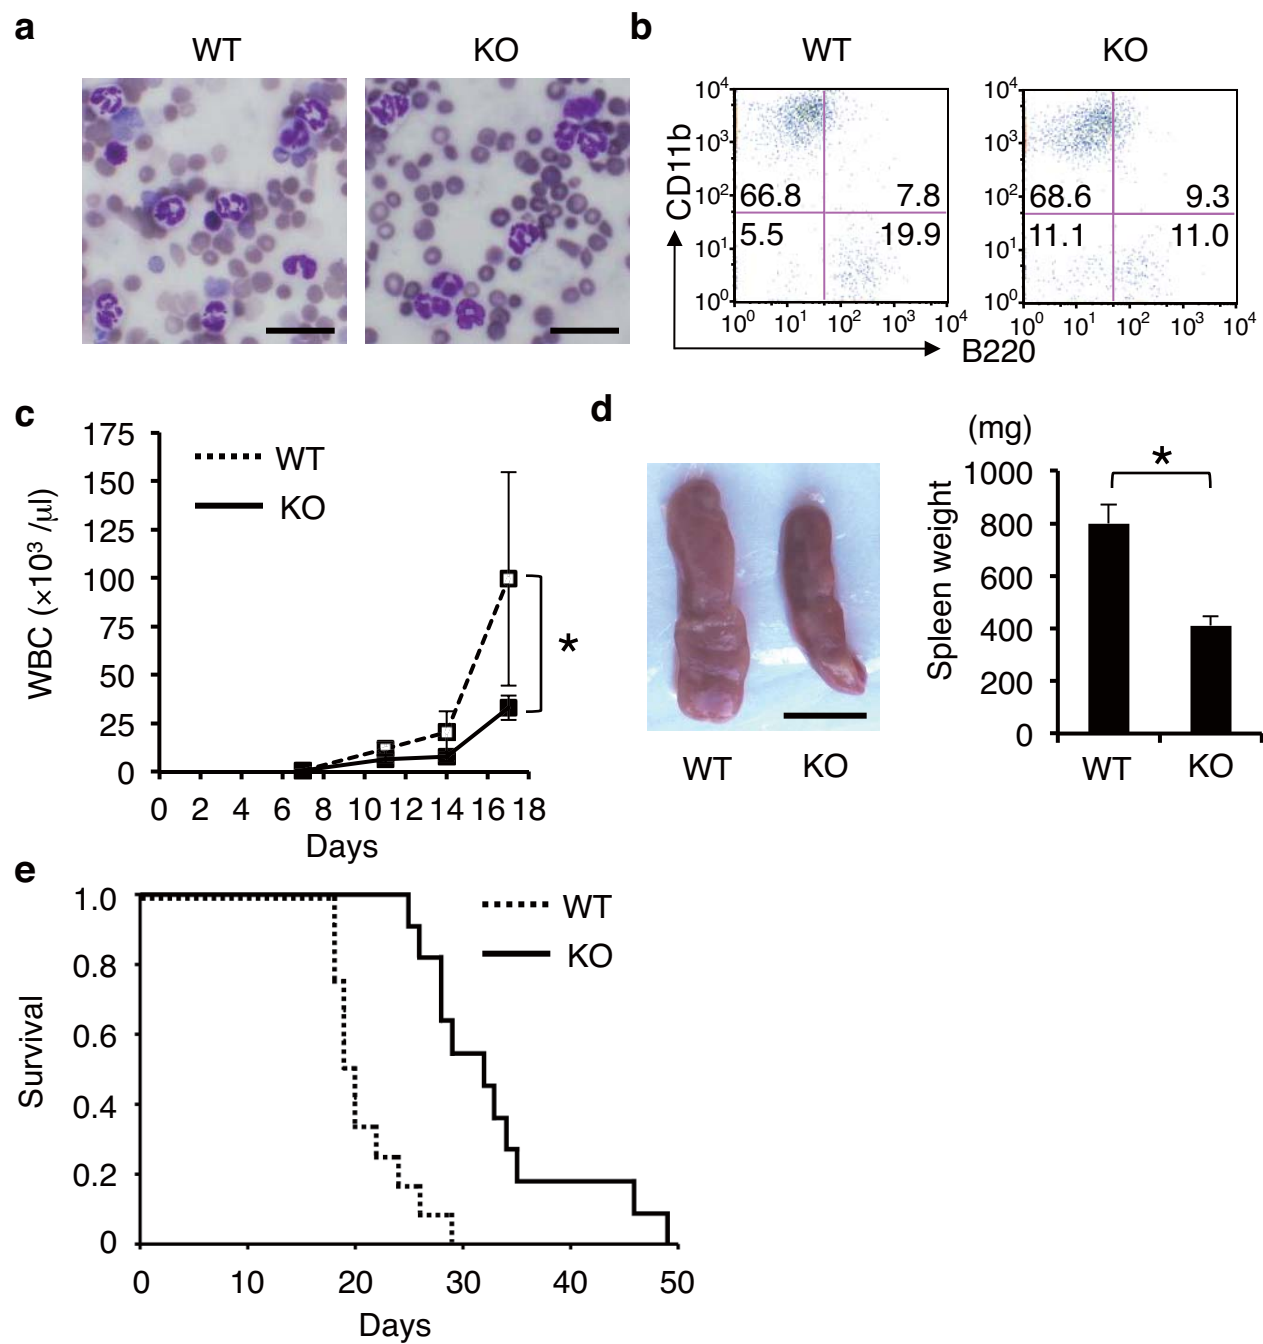 a
WT
KO
b
WT
KO
CD11b
10⁴
10³
10²
10¹
10⁰
66.8
7.8
5.5
19.9
10⁰ 10¹ 10² 10³ 10⁴
10⁴
10³
10²
10¹
10⁰
68.6
9.3
11.1
11.0
10⁰ 10¹ 10² 10³ 10⁴
B220
c
WBC (×10³ /μl)
175
150
125
100
75
50
25
0
WT
KO
*
0 2 4 6 8 10 12 14 16 18
Days
d
WT
KO
(mg)
Spleen weight
1000
800
600
400
200
0
*
WT
KO
e
Survival
1.0
0.8
0.6
0.4
0.2
0
WT
KO
0 10 20 30 40 50
Days